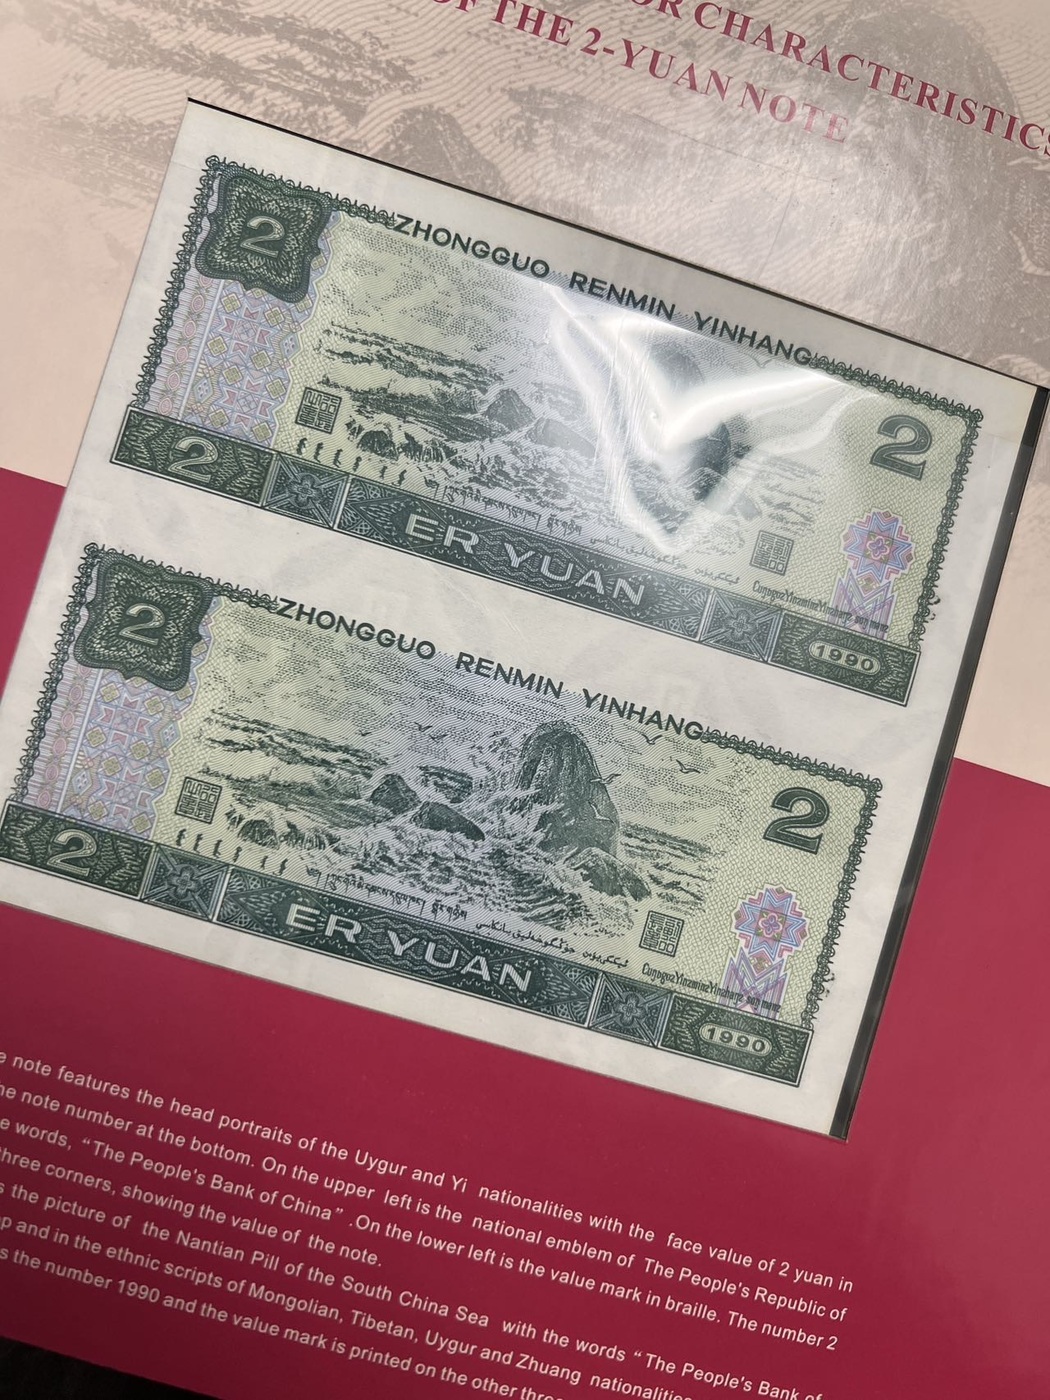 OR CHARACTERISTICS
OF THE 2-YUAN NOTE
2
ZHONGGUO RENMIN YINHANG
2
2
ER YUAN
1990
2
ZHONGGUO RENMIN YINHANG
2
2
ER YUAN
CungguzYinzminzYinzhangz
1990
note features the head portraits of the Uygur and Yi nationalities with the face value of 2 yuan in
note number at the bottom. On the upper left is the national emblem of The People's Republic of
words, “The People's Bank of China” .On the lower left is the value mark in braille. The number 2
three corners, showing the value of the note.
the picture of the Nantian Pill of the South China Sea with the words “The People's Bank of
and in the ethnic scripts of Mongolian, Tibetan, Uygur and Zhuang nationalities
the number 1990 and the value mark is printed on the other three